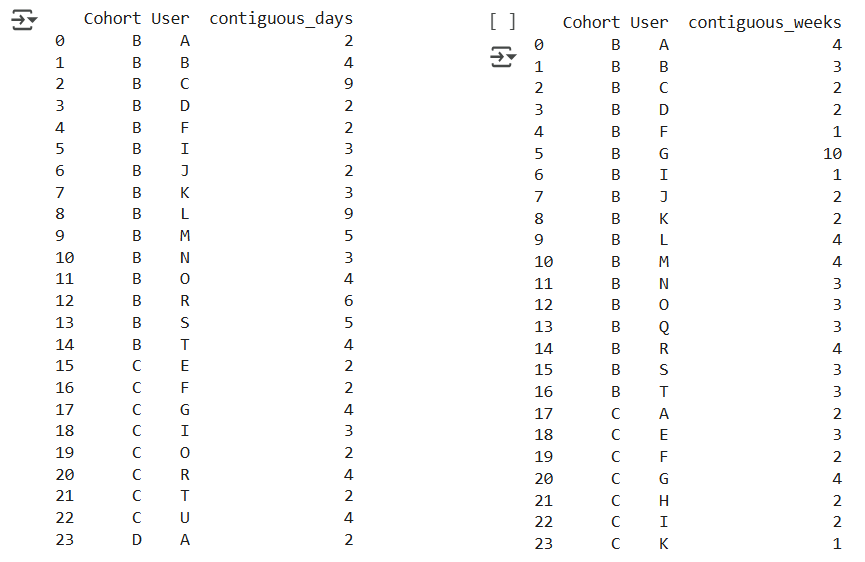 Cohort User contiguous_days
0 B A 2
1 B B 4
2 B C 9
3 B D 2
4 B F 2
5 B I 3
6 B J 2
7 B K 3
8 B L 9
9 B M 5
10 B N 3
11 B O 4
12 B R 6
13 B S 5
14 B T 4
15 C E 2
16 C F 2
17 C G 4
18 C I 3
19 C O 2
20 C R 4
21 C T 2
22 C U 4
23 D A 2
[ ]
Cohort User contiguous_weeks
0 B A 4
1 B B 3
2 B C 2
3 B D 2
4 B F 1
5 B G 10
6 B I 1
7 B J 2
8 B K 2
9 B L 4
10 B M 4
11 B N 3
12 B O 3
13 B Q 3
14 B R 4
15 B S 3
16 B T 3
17 C A 2
18 C E 3
19 C F 2
20 C G 4
21 C H 2
22 C I 2
23 C K 1